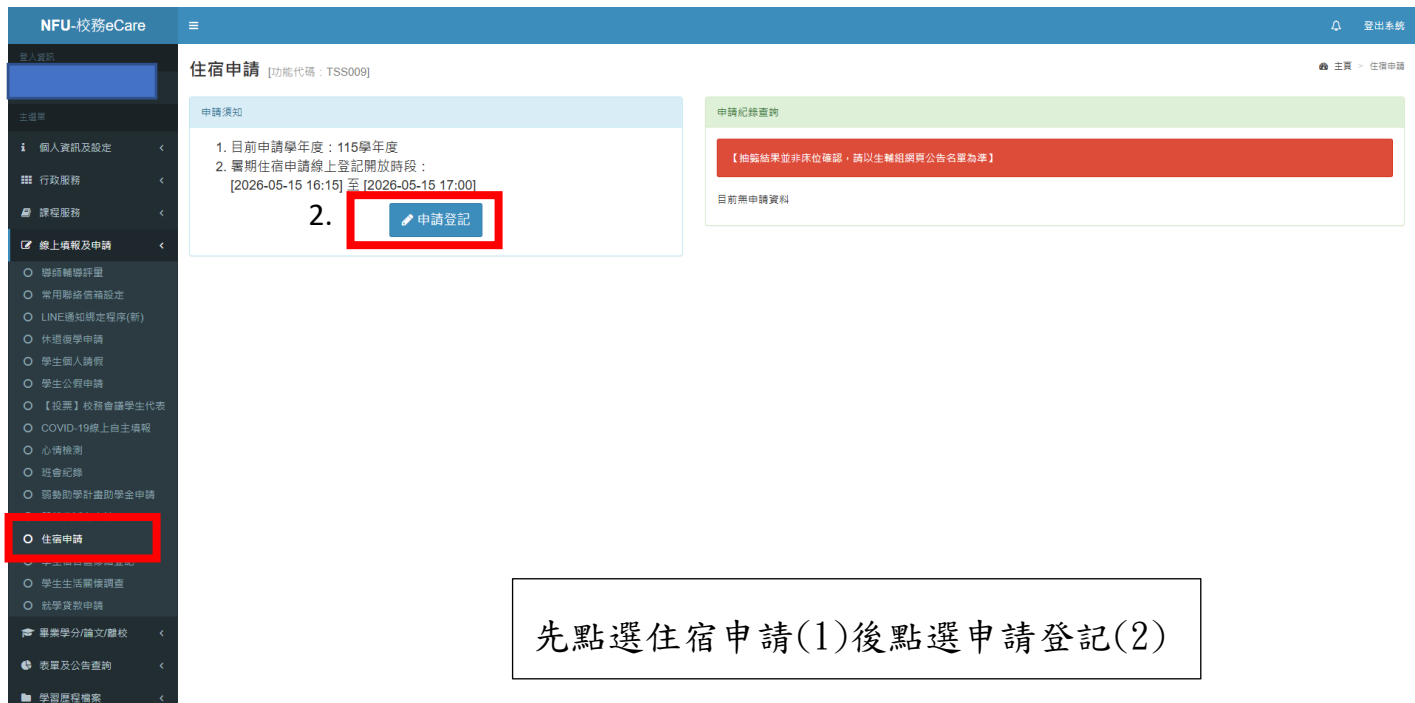 NFU-校務eCare
登出系統
登入資訊
住宿申請 [功能代碼：TSS009]
主頁 > 住宿申請
主選單
申請須知
申請紀錄查詢
1. 目前申請學年度：115學年度
2. 暑期住宿申請線上登記開放時段：
[2026-05-15 16:15] 至 [2026-05-15 17:00]
2.
申請登記
【抽籤結果並非床位確認，請以生輔組網頁公告名單為準】
目前無申請資料
個人資訊及設定
行政服務
課程服務
線上填報及申請
導師輔導評量
常用聯絡信箱設定
LINE通知綁定程序(新)
休退復學申請
學生個人請假
學生公假申請
【投票】校務會議學生代表
COVID-19線上自主填報
心情檢測
班會紀錄
弱勢助學計畫助學金申請
住宿申請
學生生活關懷調查
就學貸款申請
畢業學分/論文/離校
表單及公告查詢
學習歷程檔案
先點選住宿申請(1)後點選申請登記(2)